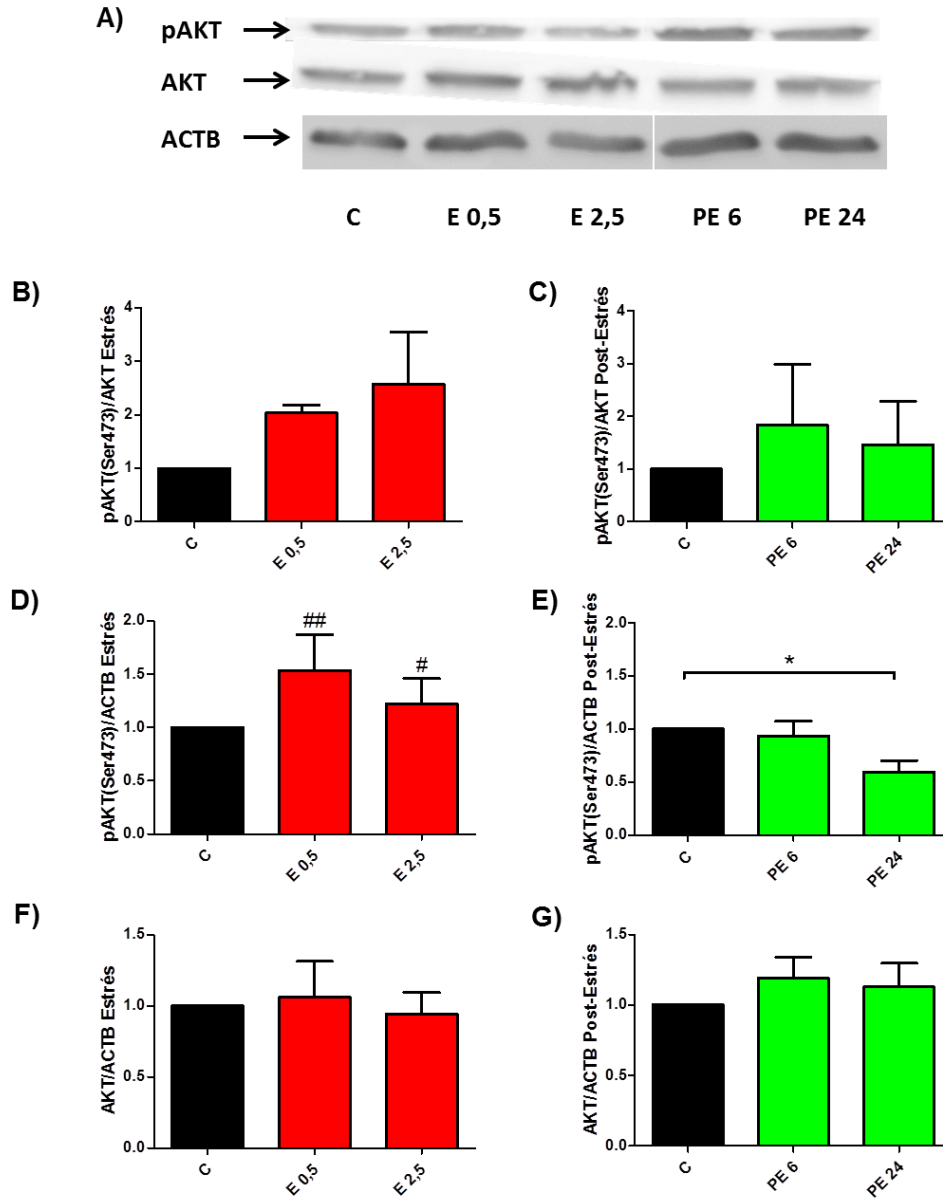 A)
pAKT
AKT
ACTB
C E 0,5 E 2,5 PE 6 PE 24
B)
pAKT(Ser473)/AKT Estrés
4
3
2
1
0
C E 0,5 E 2,5
C)
pAKT(Ser473)/AKT Post-Estrés
4
3
2
1
0
C PE 6 PE 24
D)
pAKT(Ser473)/ACTB Estrés
2.0
1.5
1.0
0.5
0.0
##
#
C E 0,5 E 2,5
E)
pAKT(Ser473)/ACTB Post-Estrés
2.0
1.5
1.0
0.5
0.0
*
C PE 6 PE 24
F)
AKT/ACTB Estrés
1.5
1.0
0.5
0.0
C E 0,5 E 2,5
G)
AKT/ACTB Post-Estrés
1.5
1.0
0.5
0.0
C PE 6 PE 24